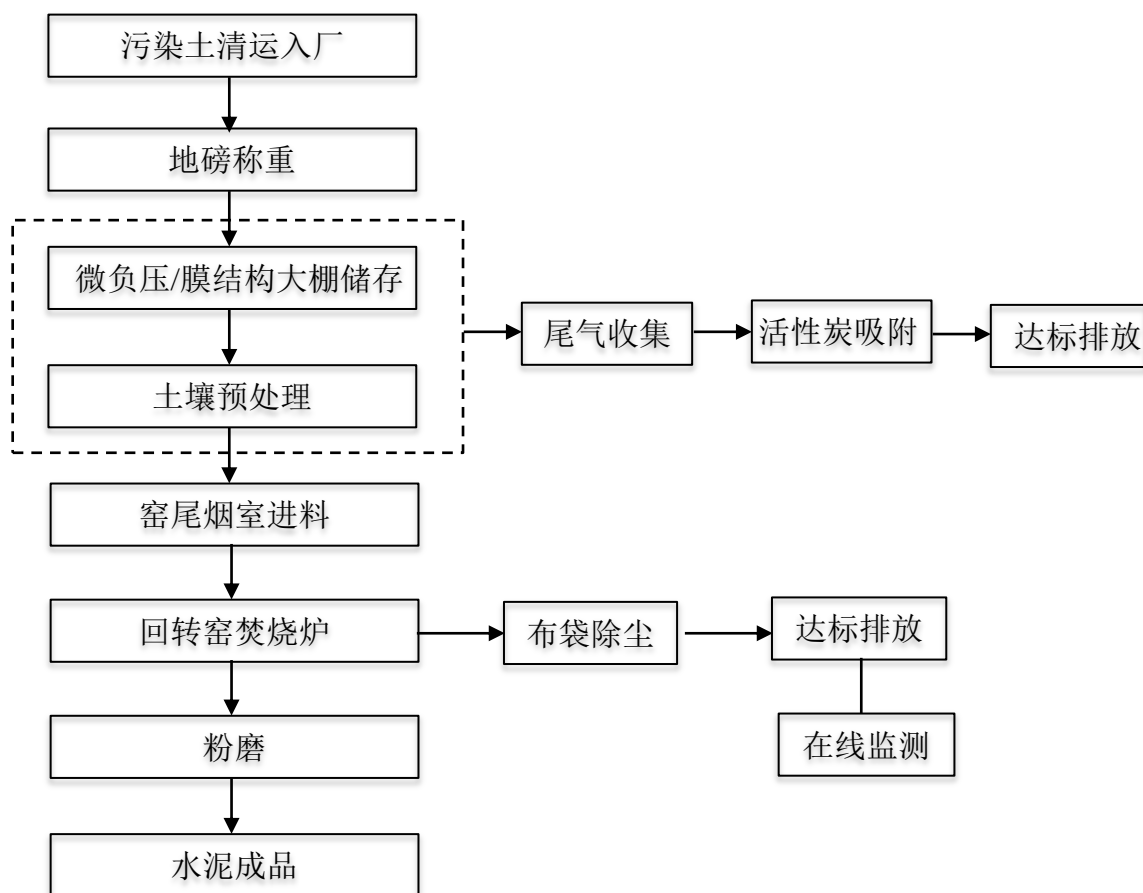 污染土清运入厂
地磅称重
微负压/膜结构大棚储存
土壤预处理
尾气收集
活性炭吸附
达标排放
窑尾烟室进料
回转窑焚烧炉
布袋除尘
达标排放
在线监测
粉磨
水泥成品